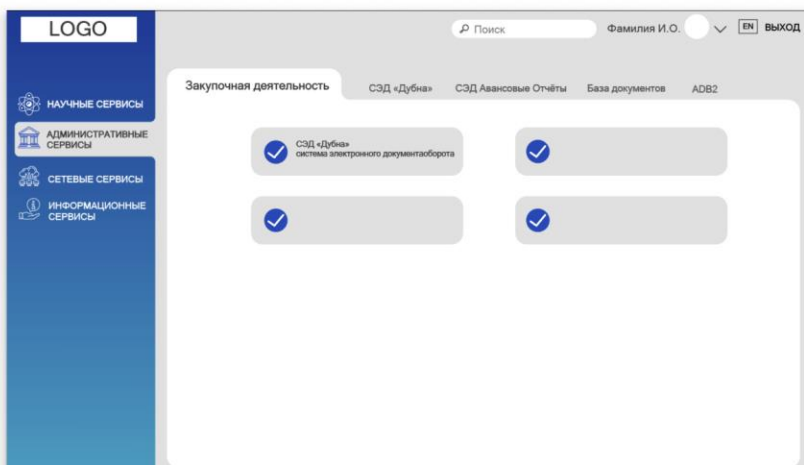 LOGO
Поиск
Фамилия И.О.
EN
ВЫХОД
НАУЧНЫЕ СЕРВИСЫ
АДМИНИСТРАТИВНЫЕ
СЕРВИСЫ
СЕТЕВЫЕ СЕРВИСЫ
ИНФОРМАЦИОННЫЕ
СЕРВИСЫ
Закупочная деятельность
СЭД «Дубна»
СЭД Авансовые Отчёты
База документов
ADB2
СЭД «Дубна»
система электронного документаоборота